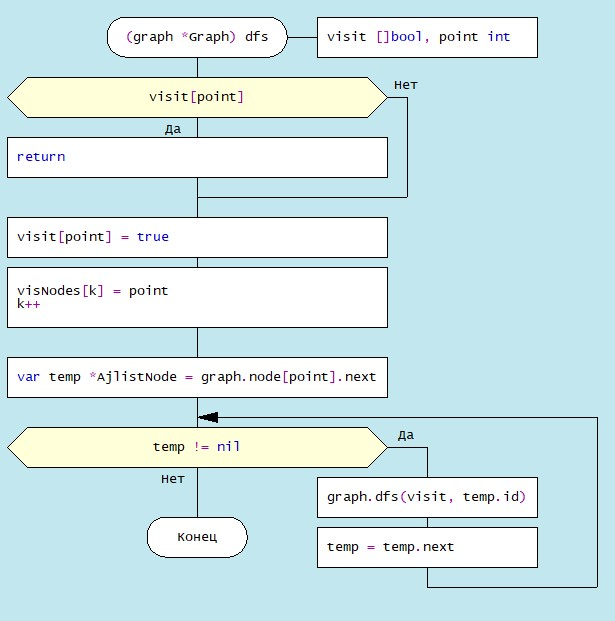 (graph *Graph) dfs
visit []bool, point int
Нет
visit[point]
Да
return
visit[point] = true
visNodes[k] = point
k++
var temp *AjlistNode = graph.node[point].next
Да
temp != nil
Нет
graph.dfs(visit, temp.id)
Конец
temp = temp.next